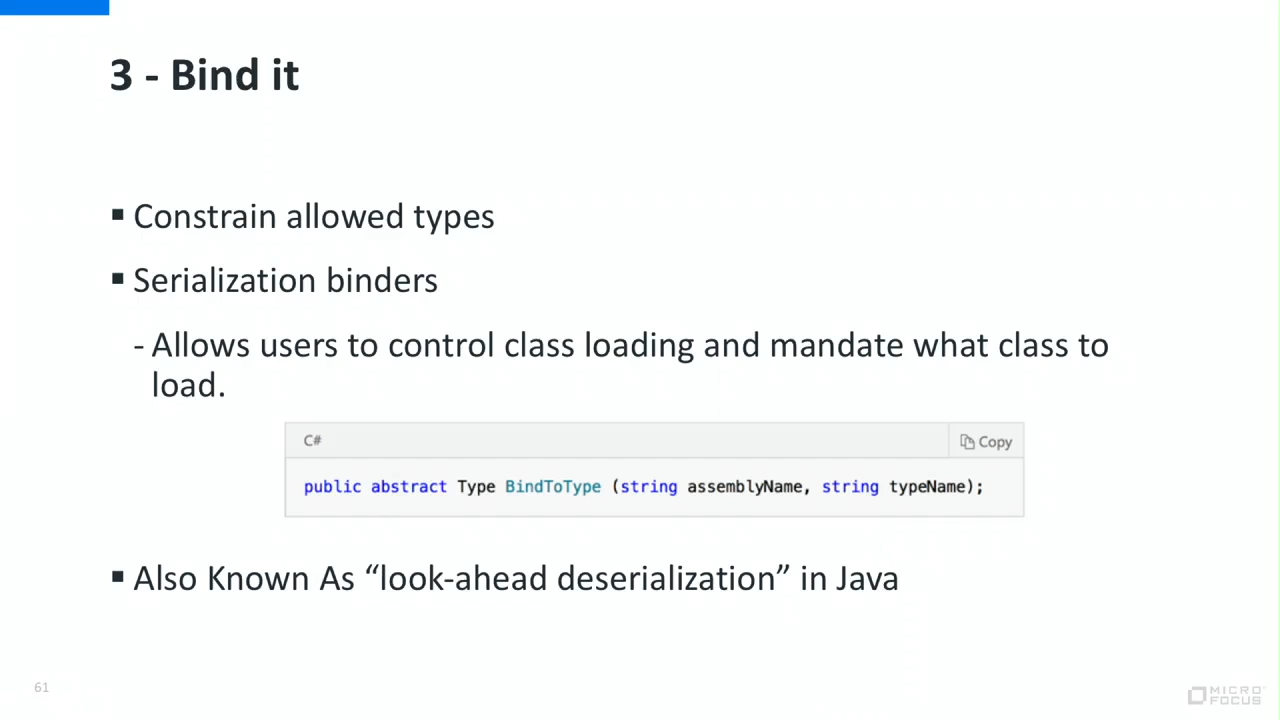 3 - Bind it
▪ Constrain allowed types
▪ Serialization binders
- Allows users to control class loading and mandate what class to
load.
C#
Copy
public abstract Type BindToType (string assemblyName, string typeName);
▪ Also Known As “look-ahead deserialization” in Java
61
MICRO
FOCUS